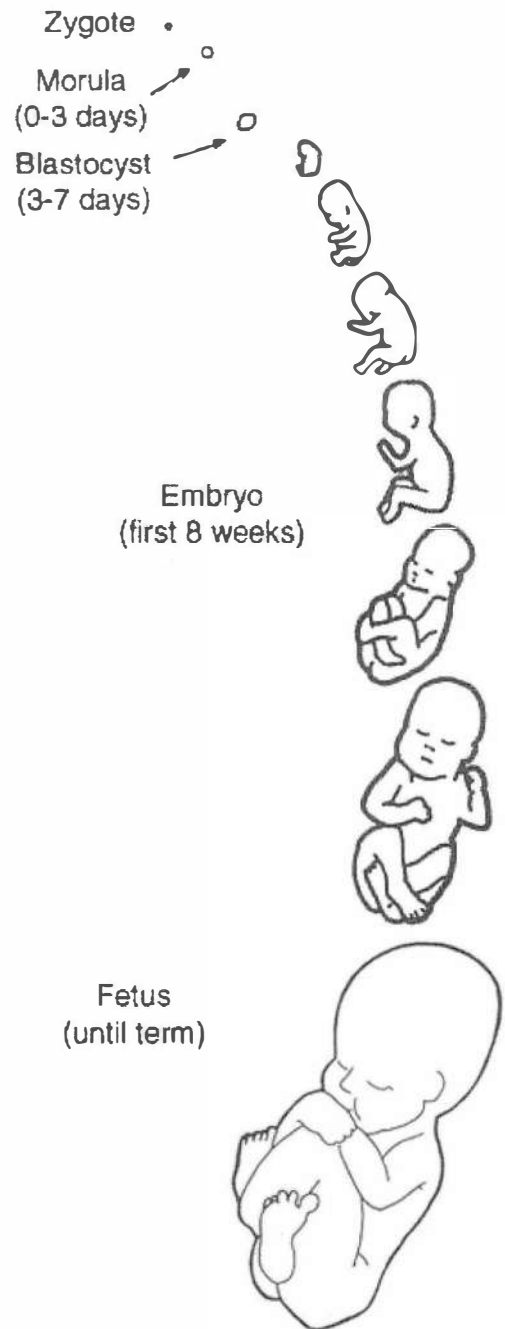 Zygote
Morula
(0-3 days)
Blastocyst
(3-7 days)
Embryo
(first 8 weeks)
Fetus
(until term)